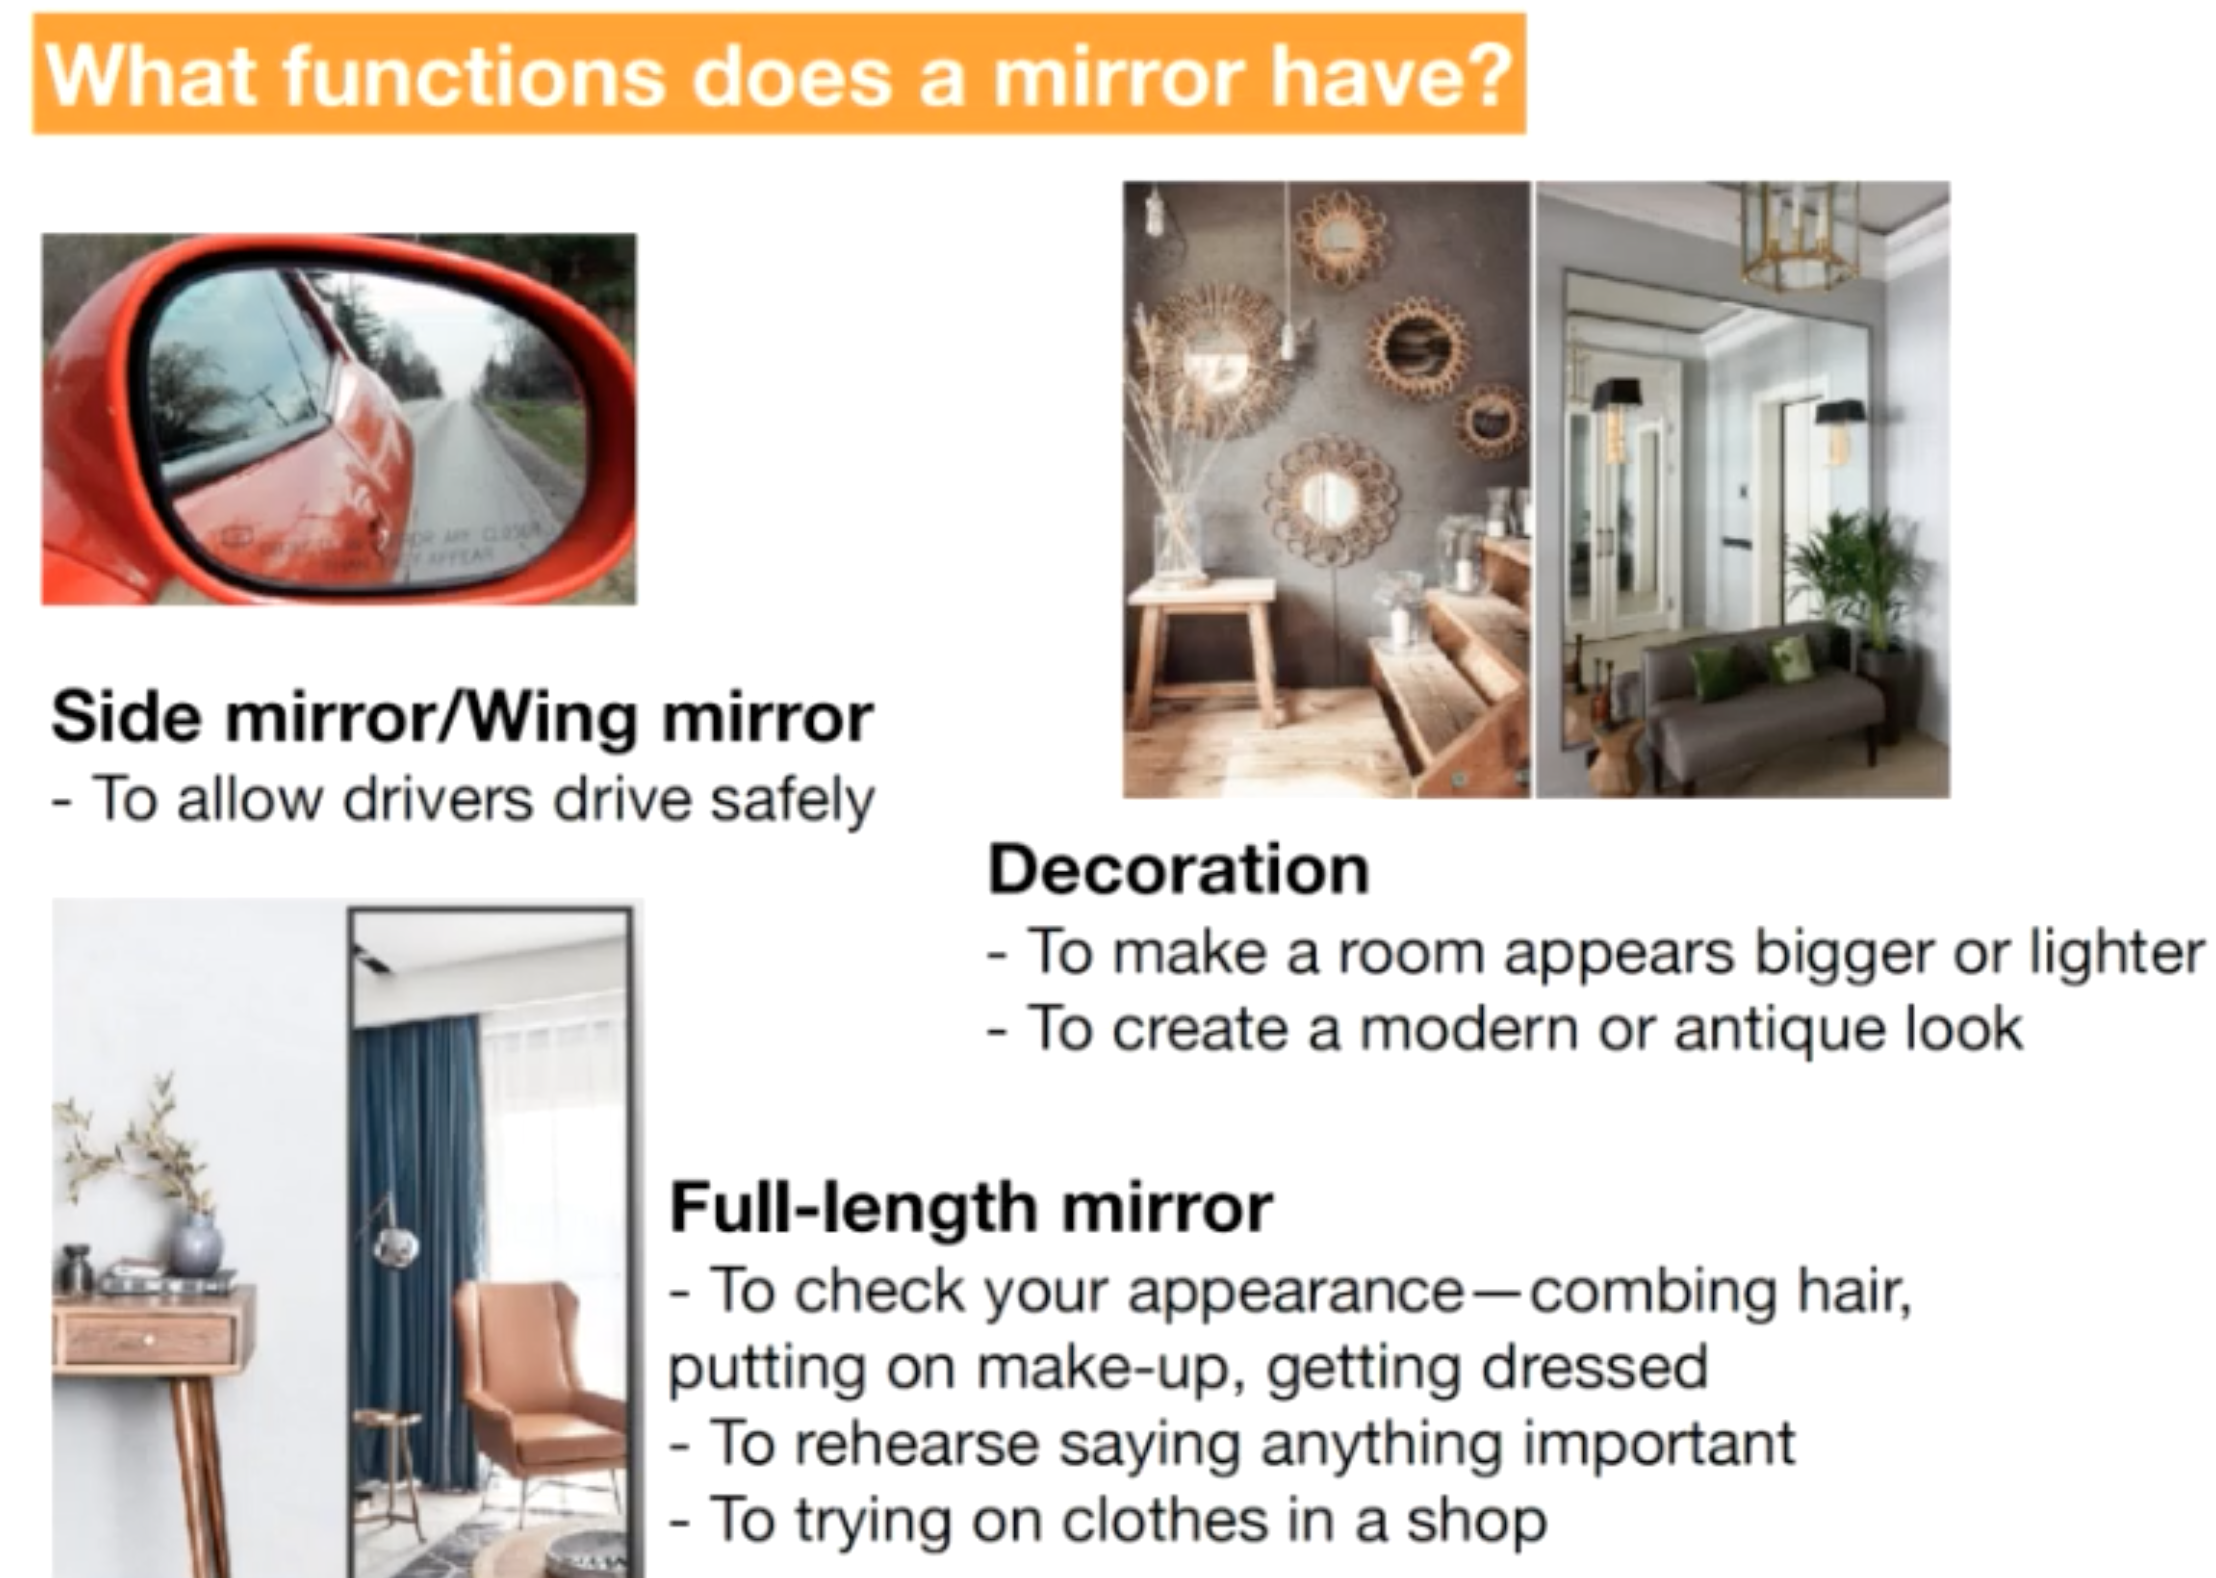 What functions does a mirror have?
Side mirror/Wing mirror
- To allow drivers drive safely
Decoration
- To make a room appears bigger or lighter
- To create a modern or antique look
Full-length mirror
- To check your appearance—combing hair,
putting on make-up, getting dressed
- To rehearse saying anything important
- To trying on clothes in a shop